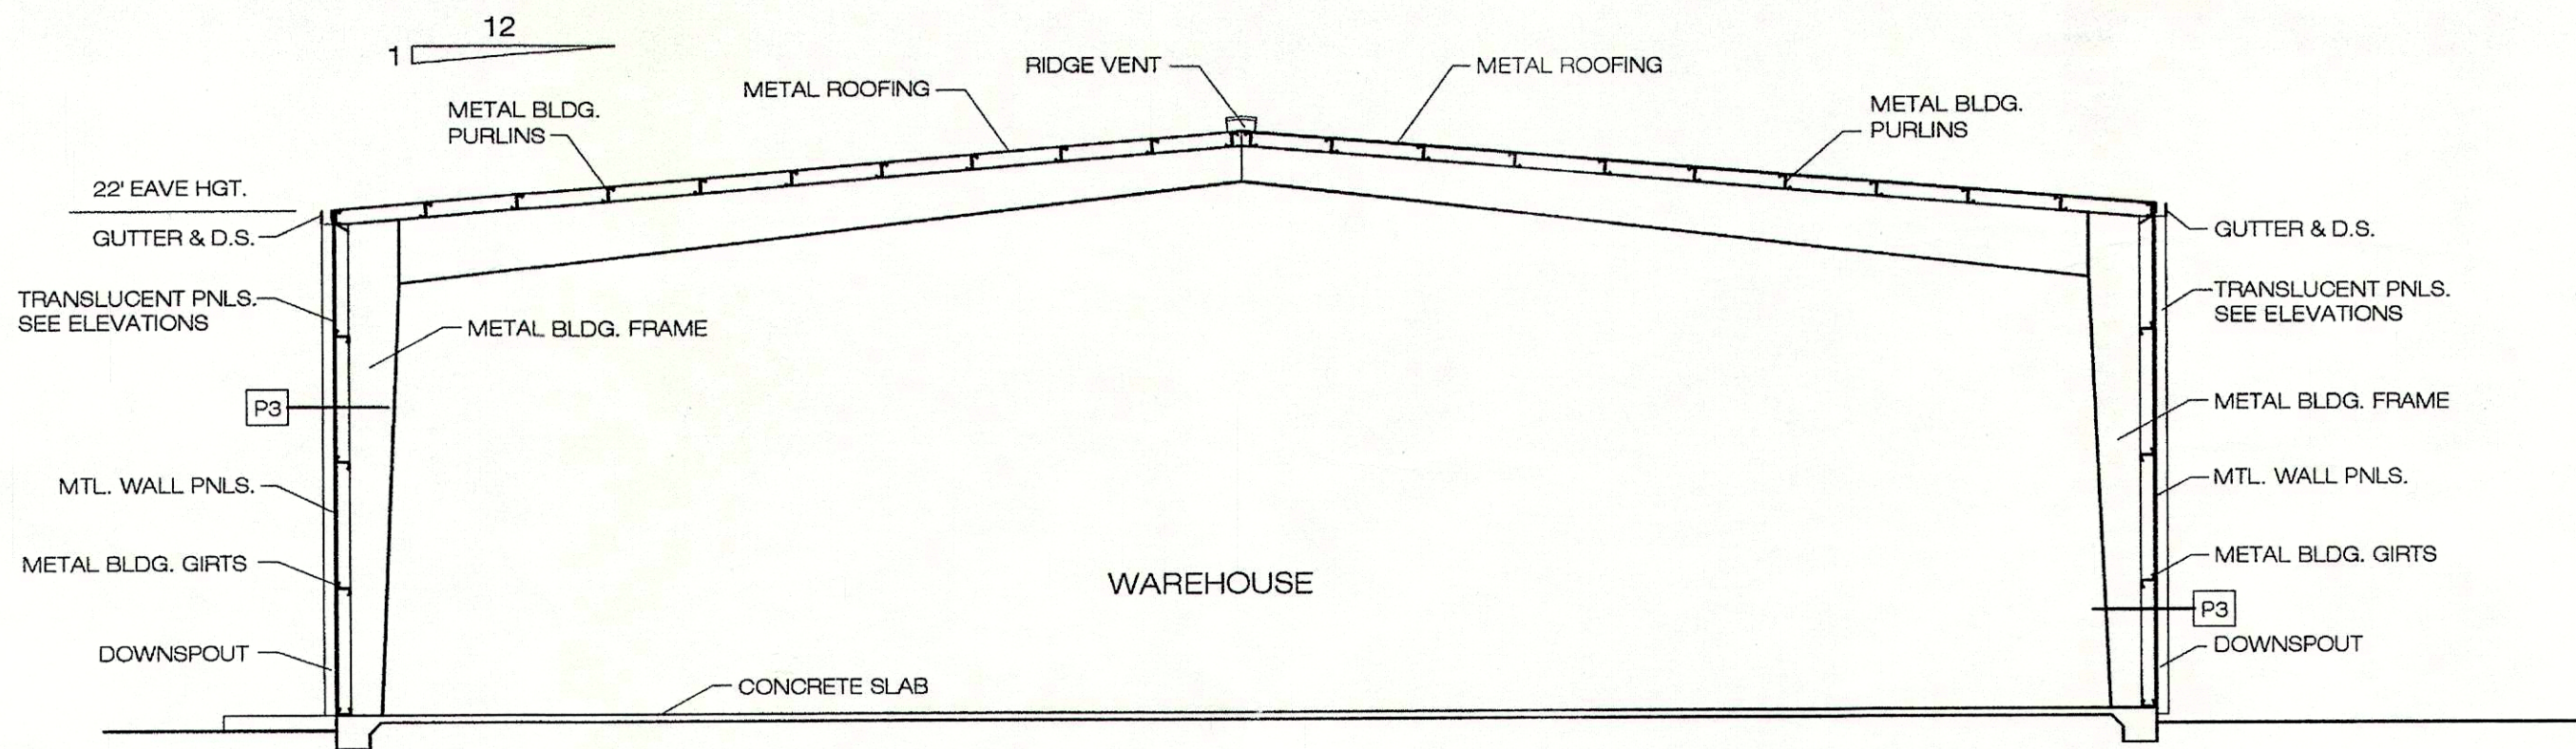 12
1
RIDGE VENT
METAL ROOFING
METAL ROOFING
METAL BLDG.
PURLINS
METAL BLDG.
PURLINS
22' EAVE HGT.
GUTTER & D.S.
GUTTER & D.S.
TRANSLUCENT PNLS.
SEE ELEVATIONS
TRANSLUCENT PNLS.
SEE ELEVATIONS
METAL BLDG. FRAME
METAL BLDG. FRAME
P3
MTL. WALL PNLS.
MTL. WALL PNLS.
METAL BLDG. GIRTS
METAL BLDG. GIRTS
WAREHOUSE
P3
DOWNSPOUT
DOWNSPOUT
CONCRETE SLAB